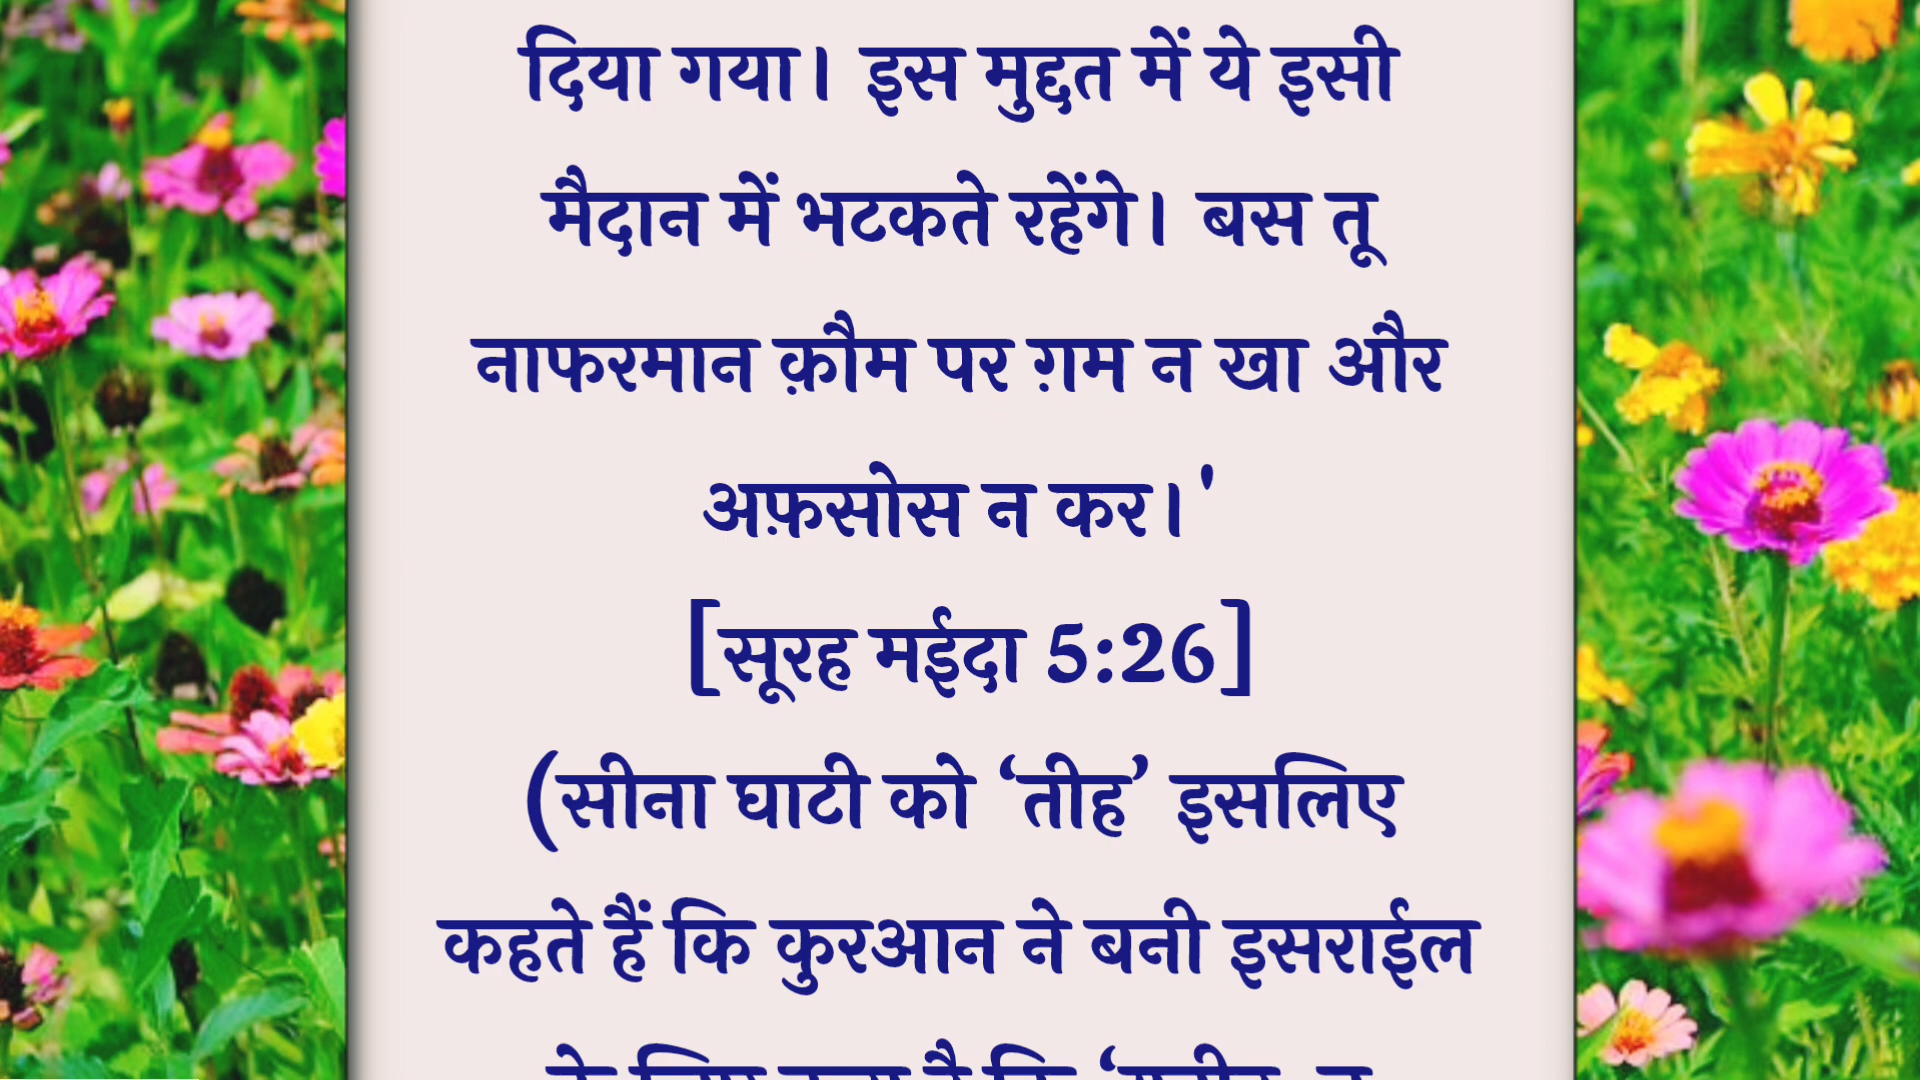 दिया गया। इस मुद्दत में ये इसी
मैदान में भटकते रहेंगे। बस तू
नाफरमान क़ौम पर ग़म न खा और
अफ़सोस न कर।'
[सूरह मईदा 5:26]
(सीना घाटी को ‘तीह’ इसलिए
कहते हैं कि कुरआन ने बनी इसराईल